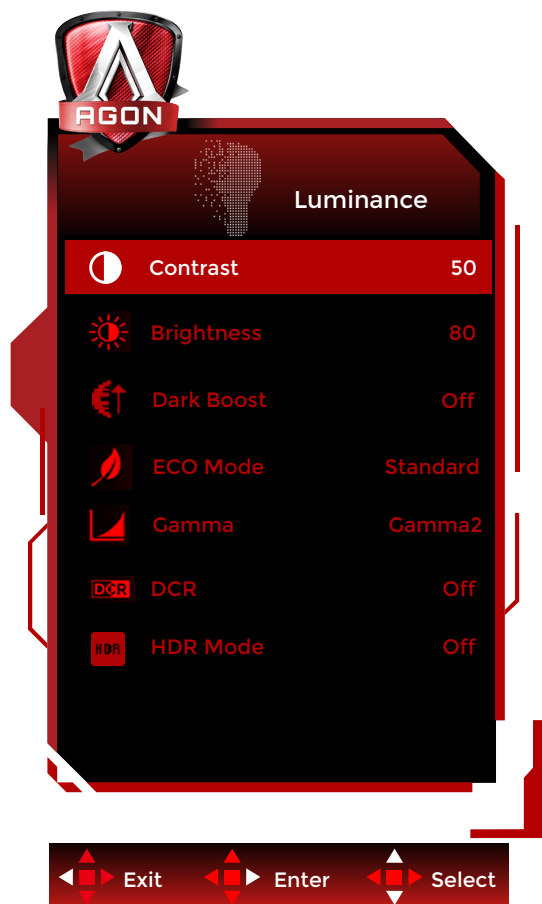 AGON
Luminance
Contrast 50
Brightness 80
Dark Boost Off
ECO Mode Standard
Gamma Gamma2
DCR DCR Off
HDR HDR Mode Off
Exit Enter Select